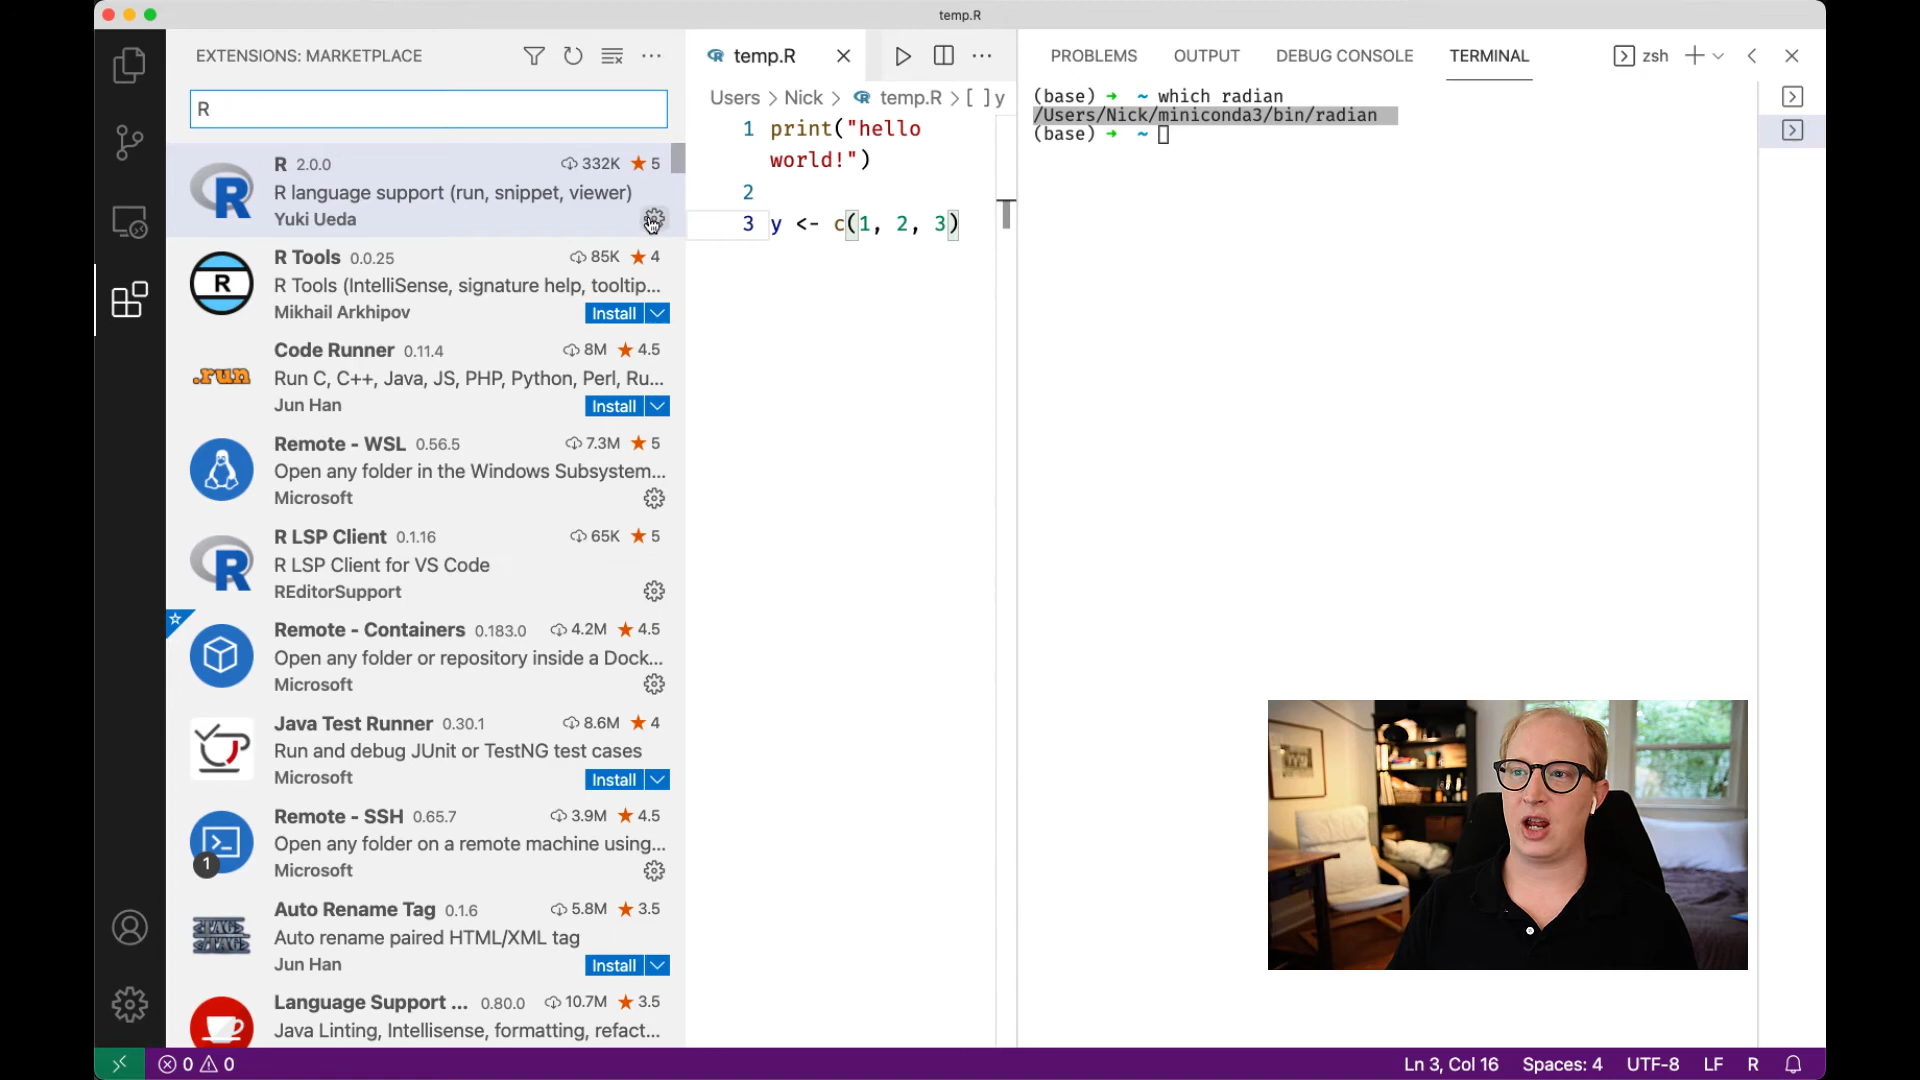 temp.R
EXTENSIONS: MARKETPLACE
R
R 2.0.0 332K ★ 5
R language support (run, snippet, viewer)
Yuki Ueda
R
R Tools 0.0.25 85K ★ 4
R Tools (IntelliSense, signature help, tooltip...
Mikhail Arkhipov Install
.run
Code Runner 0.11.4 8M ★ 4.5
Run C, C++, Java, JS, PHP, Python, Perl, Ru...
Jun Han Install
Remote - WSL 0.56.5 7.3M ★ 5
Open any folder in the Windows Subsystem...
Microsoft
R
R LSP Client 0.1.16 65K ★ 5
R LSP Client for VS Code
REditorSupport
Remote - Containers 0.183.0 4.2M ★ 4.5
Open any folder or repository inside a Dock...
Microsoft
Java Test Runner 0.30.1 8.6M ★ 4
Run and debug JUnit or TestNG test cases
Microsoft Install
Remote - SSH 0.65.7 3.9M ★ 4.5
Open any folder on a remote machine using...
1
Microsoft
Auto Rename Tag 0.1.6 5.8M ★ 3.5
Auto rename paired HTML/XML tag
Jun Han Install
Language Support ... 0.80.0 10.7M ★ 3.5
Java Linting, Intellisense, formatting, refact...
temp.R
Users > Nick > temp.R > [ ] y
1 print("hello
world!")
2
3 y <- c(1, 2, 3)
PROBLEMS OUTPUT DEBUG CONSOLE TERMINAL zsh
(base) ➜ ~ which radian
/Users/Nick/miniconda3/bin/radian
(base) ➜ ~
0 0 Ln 3, Col 16 Spaces: 4 UTF-8 LF R